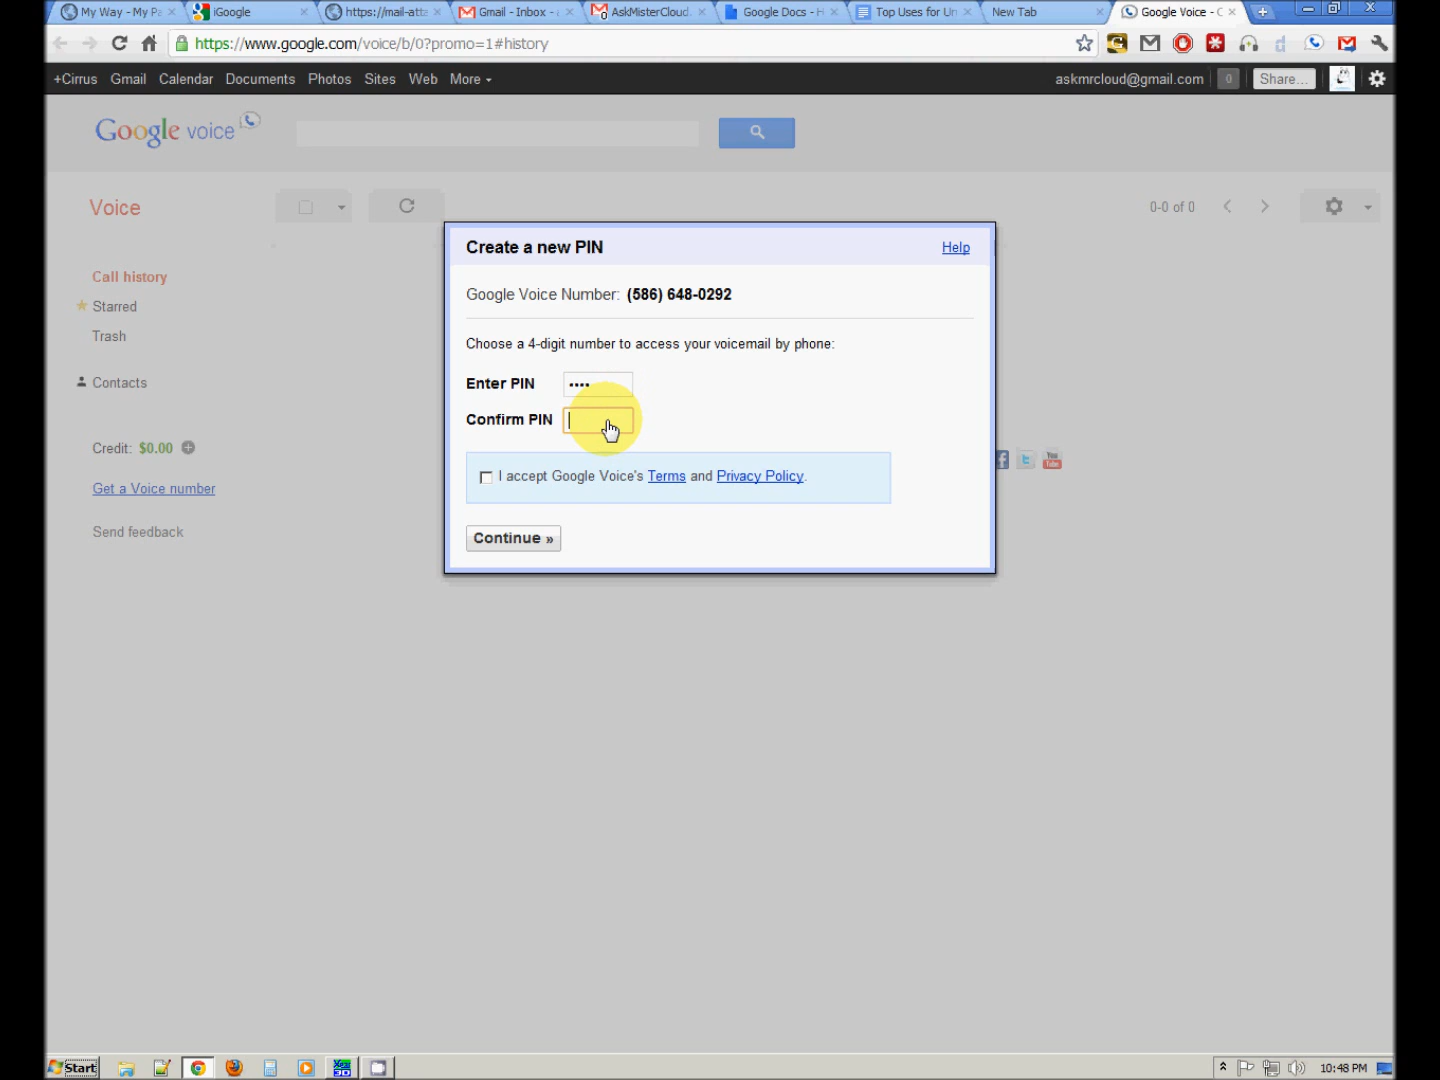 My Way - My Pa
iGoogle
https://mail-atta
Gmail - Inbox -
AskMisterCloud.
Google Docs - H
Top Uses for Un
New Tab
Google Voice - C
https://www.google.com/voice/b/0?promo=1#history
+Cirrus Gmail Calendar Documents Photos Sites Web More
askmrcloud@gmail.com 0 Share...
Google voice
Voice
0-0 of 0
Call history
Starred
Trash
Contacts
Credit: $0.00
Get a Voice number
Send feedback
Create a new PIN
Help
Google Voice Number: (586) 648-0292
Choose a 4-digit number to access your voicemail by phone:
Enter PIN ••••
Confirm PIN
I accept Google Voice's Terms and Privacy Policy.
Continue »
You Tube
Start
10:48 PM